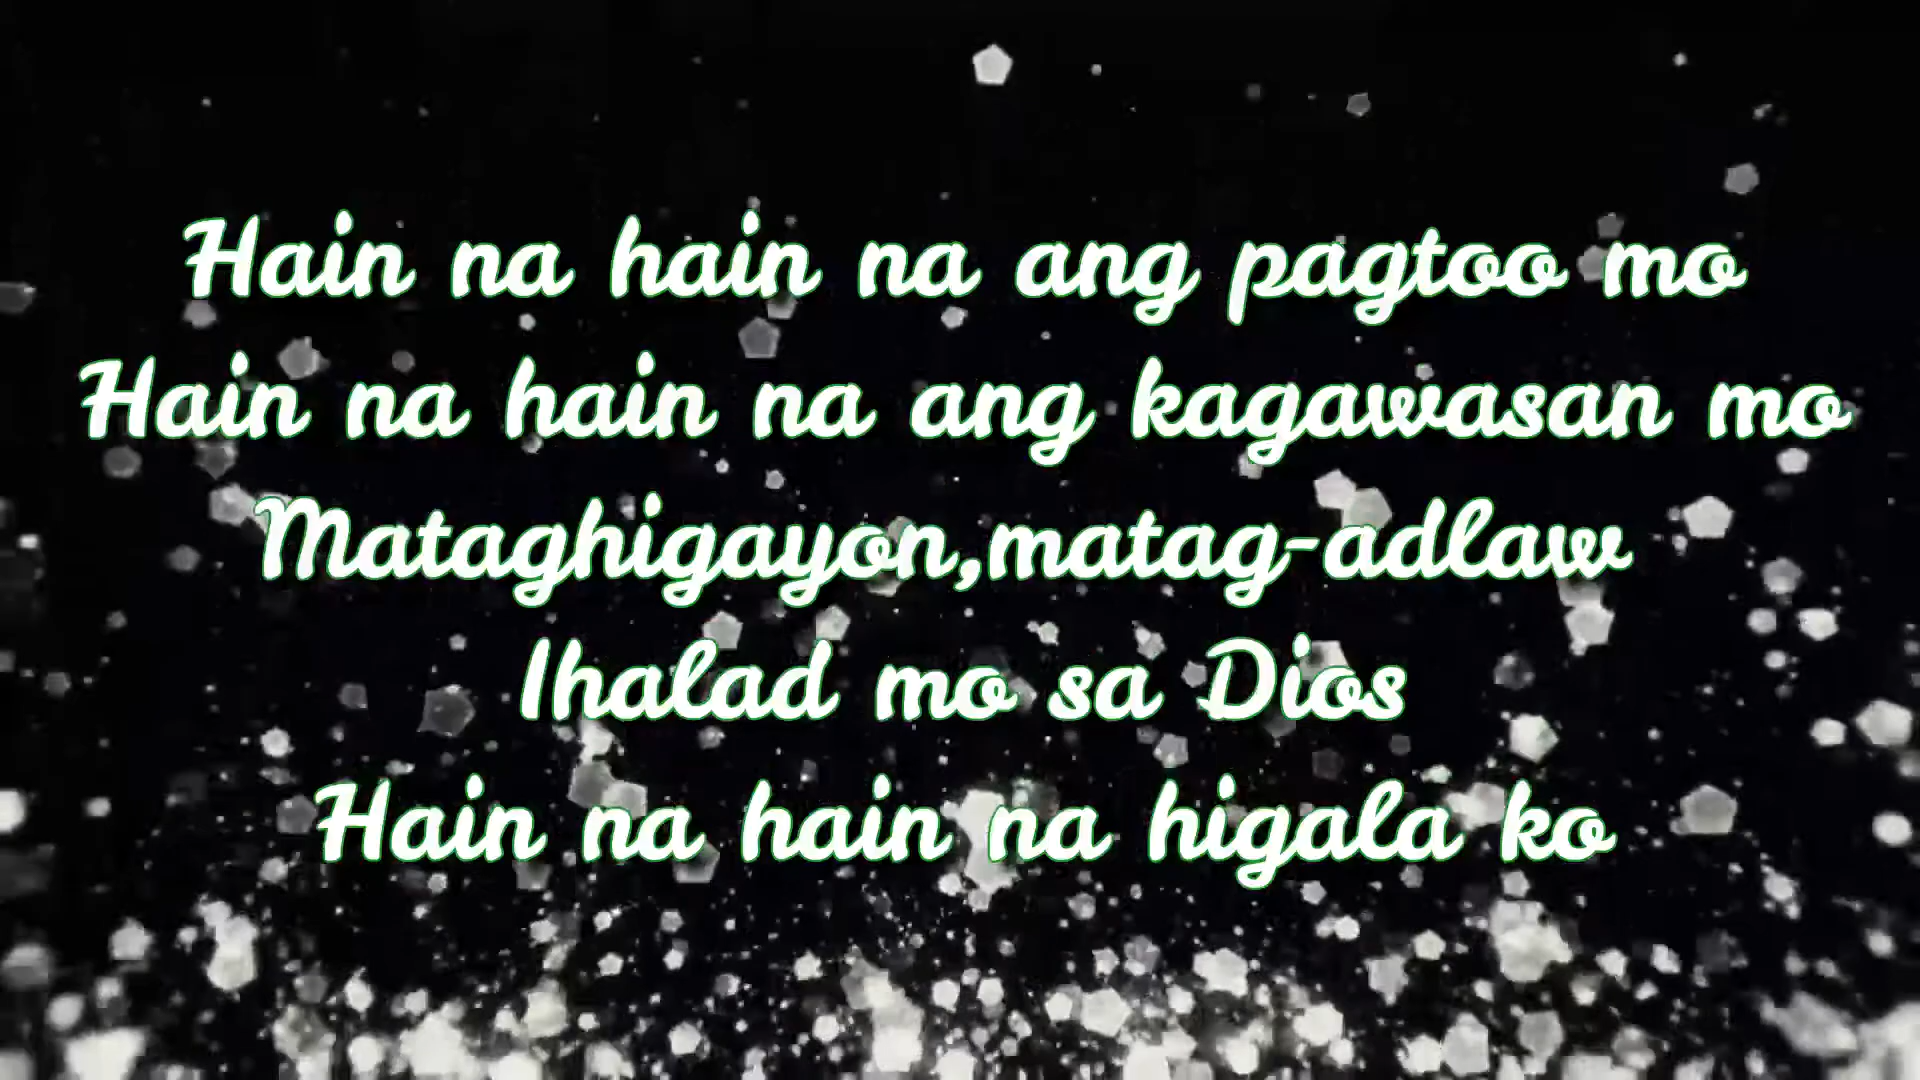 Hain na hain na ang pagtoo mo
Hain na hain na ang kagawasan mo
Mataghigayon,matag-adlaw
Ihalad mo sa Dios
Hain na hain na higala ko